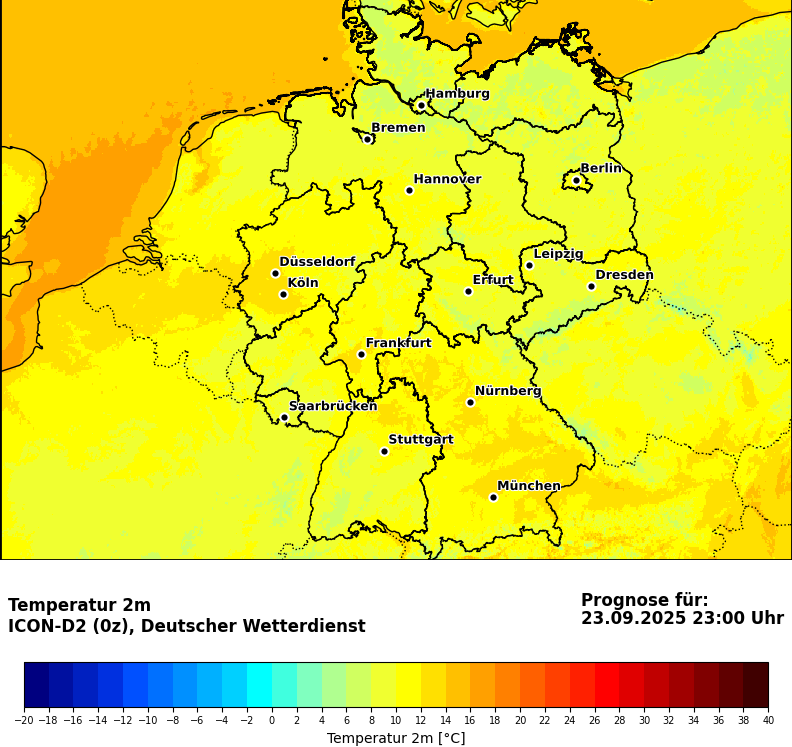 Hamburg
Bremen
Berlin
Hannover
Düsseldorf
Leipzig
Köln
Erfurt
Dresden
Frankfurt
Nürnberg
Saarbrücken
Stuttgart
München
Temperatur 2m
ICON-D2 (0z), Deutscher Wetterdienst
Prognose für:
23.09.2025 23:00 Uhr
−20 −18 −16 −14 −12 −10 −8 −6 −4 −2 0 2 4 6 8 10 12 14 16 18 20 22 24 26 28 30 32 34 36 38 40
Temperatur 2m [°C]